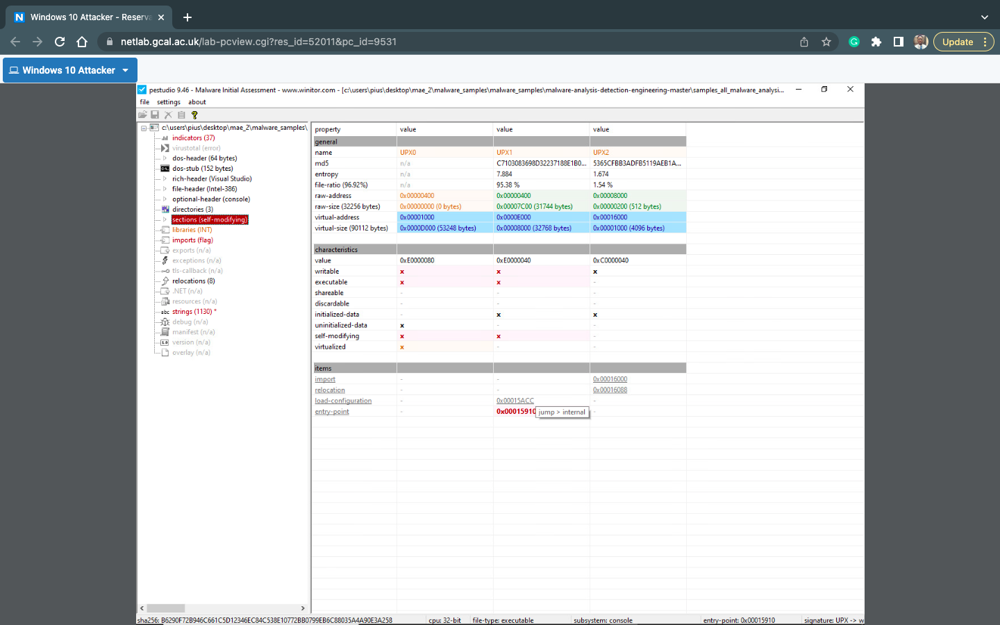 Windows 10 Attacker - Reserva
netlab.gcal.ac.uk/lab-pcview.cgi?res_id=52011&pc_id=9531
Update
Windows 10 Attacker
pestudio 9.46 - Malware Initial Assessment - www.winitor.com - [c:\users\pius\desktop\mae_2\malware_samples\malware_samples\malware-analysis-detection-engineering-master\samples_all_malware_analysi...
file settings about
c:\users\pius\desktop\mae_2\malware_samples\
indicators (37)
virustotal (error)
dos-header (64 bytes)
dos-stub (152 bytes)
rich-header (Visual Studio)
file-header (Intel-386)
optional-header (console)
directories (3)
sections (self-modifying)
libraries (INT)
imports (flag)
exports (n/a)
exceptions (n/a)
tls-callback (n/a)
relocations (8)
.NET (n/a)
resources (n/a)
abc strings (1130) *
debug (n/a)
manifest (n/a)
1.0 version (n/a)
overlay (n/a)
property value value value
general
name UPX0 UPX1 UPX2
md5 n/a C7103083698D32237188E1B0... 5365CFBB3ADFB5119AEB1A...
entropy n/a 7.884 1.674
file-ratio (96.92%) n/a 95.38 % 1.54 %
raw-address 0x00000400 0x00000400 0x00008000
raw-size (32256 bytes) 0x00000000 (0 bytes) 0x00007C00 (31744 bytes) 0x00000200 (512 bytes)
virtual-address 0x00001000 0x0000E000 0x00016000
virtual-size (90112 bytes) 0x0000D000 (53248 bytes) 0x00008000 (32768 bytes) 0x00001000 (4096 bytes)
characteristics
value 0xE0000080 0xE0000040 0xC0000040
writable x x x
executable x x -
shareable - - -
discardable - - -
initialized-data - x x
uninitialized-data x - -
self-modifying x x -
virtualized x - -
items
import - - 0x00016000
relocation - - 0x00016088
load-configuration - 0x00015ACC -
entry-point - 0x00015910 -
jump > internal
sha256: B6290F72B946C661C5D12346EC84C538E10772BB0799EB6C88035A4A90E3A258 cpu: 32-bit file-type: executable subsystem: console entry-point: 0x00015910 signature: UPX -> w